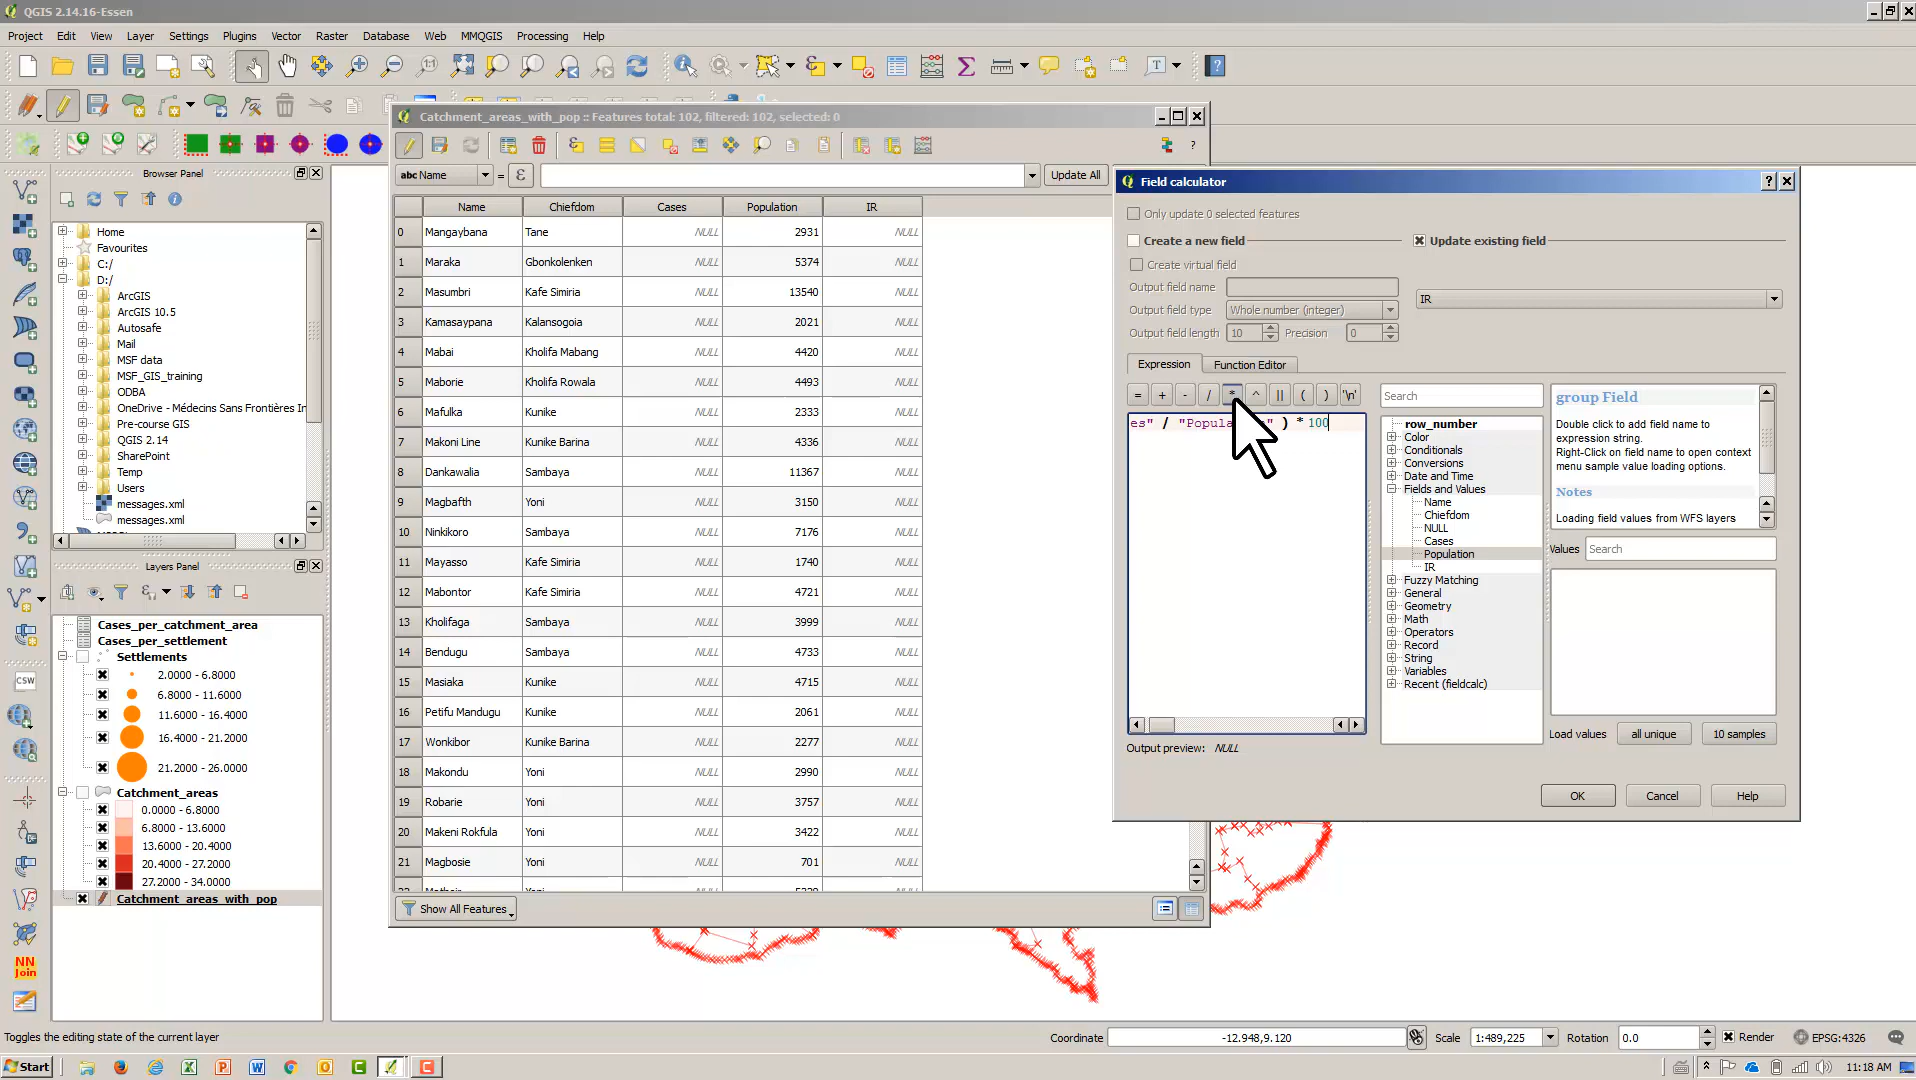 QGIS 2.14.16-Essen
Project Edit View Layer Settings Plugins Vector Raster Database Web MMQGIS Processing Help
Catchment_areas_with_pop :: Features total: 102, filtered: 102, selected: 0
abc Name = ε Update All
Name Chiefdom Cases Population IR
0 Mangaybana Tane NULL 2931 NULL
1 Maraka Gbonkolenken NULL 5374 NULL
2 Masumbri Kafe Simiria NULL 13540 NULL
3 Kamasaypana Kalansogoia NULL 2021 NULL
4 Mabai Kholifa Mabang NULL 4420 NULL
5 Maborie Kholifa Rowala NULL 4493 NULL
6 Mafulka Kunike NULL 2333 NULL
7 Makoni Line Kunike Barina NULL 4336 NULL
8 Dankawalia Sambaya NULL 11367 NULL
9 Magbafth Yoni NULL 3150 NULL
10 Ninkikoro Sambaya NULL 7176 NULL
11 Mayasso Kafe Simiria NULL 1740 NULL
12 Mabontor Kafe Simiria NULL 4721 NULL
13 Kholifaga Sambaya NULL 3999 NULL
14 Bendugu Sambaya NULL 4733 NULL
15 Masiaka Kunike NULL 4715 NULL
16 Petifu Mandugu Kunike NULL 2061 NULL
17 Wonkibor Kunike Barina NULL 2277 NULL
18 Makondu Yoni NULL 2990 NULL
19 Robarie Yoni NULL 3757 NULL
20 Makeni Rokfula Yoni NULL 3422 NULL
21 Magbosie Yoni NULL 701 NULL
Show All Features
Browser Panel
Home
Favourites
C:/
D:/
ArcGIS
ArcGIS 10.5
Autosafe
Mail
MSF data
MSF_GIS_training
ODBA
OneDrive - Médecins Sans Frontières In
Pre-course GIS
QGIS 2.14
SharePoint
Temp
Users
messages.xml
messages.xml
Layers Panel
Cases_per_catchment_area
Cases_per_settlement
Settlements
2.0000 - 6.8000
6.8000 - 11.6000
11.6000 - 16.4000
16.4000 - 21.2000
21.2000 - 26.0000
Catchment_areas
0.0000 - 6.8000
6.8000 - 13.6000
13.6000 - 20.4000
20.4000 - 27.2000
27.2000 - 34.0000
Catchment_areas_with_pop
CSW
NN
Join
Field calculator
Only update 0 selected features
Create a new field
Update existing field
Create virtual field
Output field name
Output field type Whole number (integer)
Output field length 10 Precision 0
IR
Expression Function Editor
= + - / * ^ || ( ) '\n'
es" / "Popula " ) * 100
Output preview: NULL
Search
row_number
Color
Conditionals
Conversions
Date and Time
Fields and Values
Name
Chiefdom
NULL
Cases
Population
IR
Fuzzy Matching
General
Geometry
Math
Operators
Record
String
Variables
Recent (fieldcalc)
group Field
Double click to add field name to
expression string.
Right-Click on field name to open context
menu sample value loading options.
Notes
Loading field values from WFS layers
Values Search
Load values all unique 10 samples
OK Cancel Help
Toggles the editing state of the current layer
Coordinate -12.948,9.120 Scale 1:489,225 Rotation 0.0 Render EPSG:4326
Start
11:18 AM